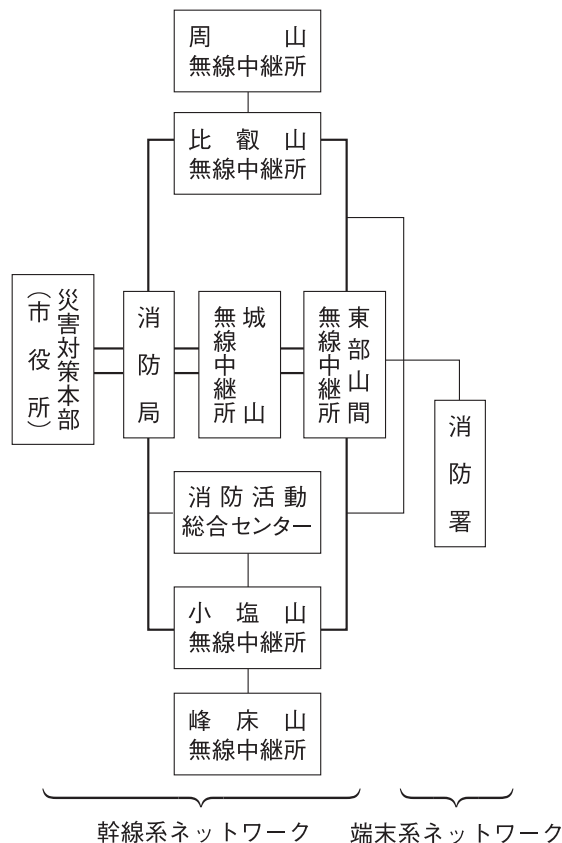 周山
無線中継所
比叡山
無線中継所
災害対策本部
（市役所）
消防局
城山
無線中継所
東部山間
無線中継所
消防署
消防活動
総合センター
小塩山
無線中継所
峰床山
無線中継所
幹線系ネットワーク
端末系ネットワーク